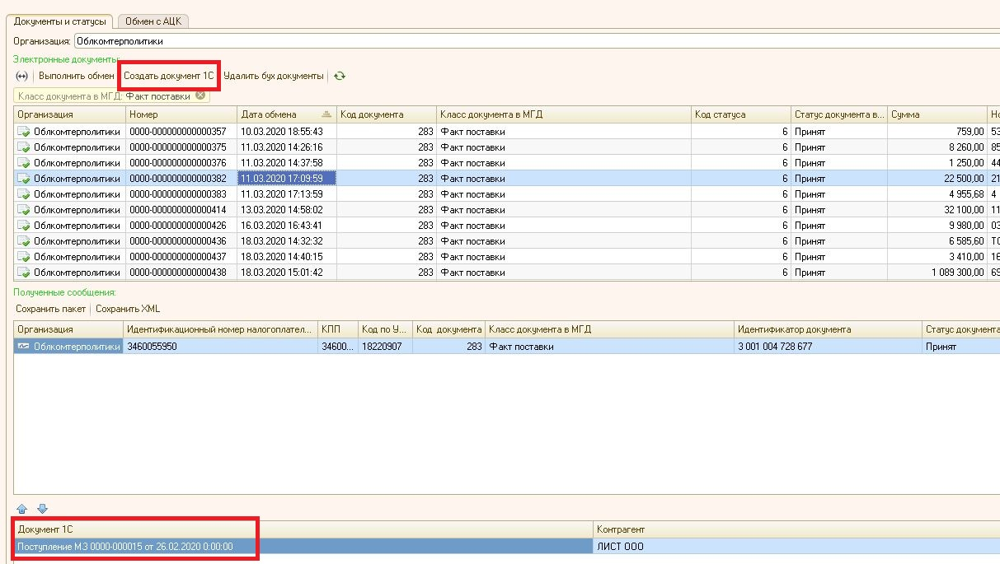 Документы и статусы Обмен с АЦК
Организация: Облкомтерполитики
Электронные документы:
Выполнить обмен Создать документ 1С Удалить бух документы
Класс документа в МГД: Факт поставки
Организация Номер Дата обмена Код документа Класс документа в МГД Код статуса Статус документа в... Сумма Но
Облкомтерполитики 0000-000000000000357 10.03.2020 18:55:43 283 Факт поставки 6 Принят 759,00 53
Облкомтерполитики 0000-000000000000375 11.03.2020 14:26:16 283 Факт поставки 6 Принят 8 260,00 85
Облкомтерполитики 0000-000000000000376 11.03.2020 14:37:58 283 Факт поставки 6 Принят 1 250,00 44
Облкомтерполитики 0000-000000000000382 11.03.2020 17:09:59 283 Факт поставки 6 Принят 22 500,00 21
Облкомтерполитики 0000-000000000000383 11.03.2020 17:13:59 283 Факт поставки 6 Принят 4 955,68 4
Облкомтерполитики 0000-000000000000414 13.03.2020 14:58:02 283 Факт поставки 6 Принят 32 100,00 11
Облкомтерполитики 0000-000000000000426 16.03.2020 16:43:41 283 Факт поставки 6 Принят 9 980,00 03
Облкомтерполитики 0000-000000000000436 18.03.2020 14:32:32 283 Факт поставки 6 Принят 6 585,60 ТО
Облкомтерполитики 0000-000000000000437 18.03.2020 14:40:15 283 Факт поставки 6 Принят 3 410,00 16
Облкомтерполитики 0000-000000000000438 18.03.2020 15:01:42 283 Факт поставки 6 Принят 1 089 300,00 69
Полученные сообщения:
Сохранить пакет Сохранить XML
Организация Идентификационный номер налогоплател... КПП Код по У... Код документа Класс документа в МГД Идентификатор документа Статус документа
Облкомтерполитики 3460055950 34600... 18220907 283 Факт поставки 3 001 004 728 677 Принят
Документ 1С Контрагент
Поступление МЗ 0000-000015 от 26.02.2020 0:00:00 ЛИСТ ООО